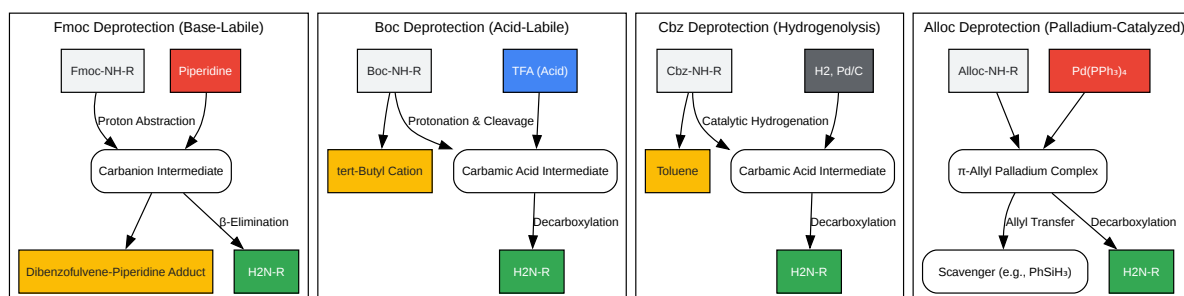 Fmoc Deprotection (Base-Labile)
Fmoc-NH-R
Piperidine
Proton Abstraction
Carbanion Intermediate
β-Elimination
Dibenzofulvene-Piperidine Adduct
H2N-R
Boc Deprotection (Acid-Labile)
Boc-NH-R
TFA (Acid)
Protonation & Cleavage
tert-Butyl Cation
Carbamic Acid Intermediate
Decarboxylation
H2N-R
Cbz Deprotection (Hydrogenolysis)
Cbz-NH-R
H2, Pd/C
Catalytic Hydrogenation
Toluene
Carbamic Acid Intermediate
Decarboxylation
H2N-R
Alloc Deprotection (Palladium-Catalyzed)
Alloc-NH-R
Pd(PPh₃)₄
π-Allyl Palladium Complex
Allyl Transfer
Decarboxylation
Scavenger (e.g., PhSiH₃)
H2N-R